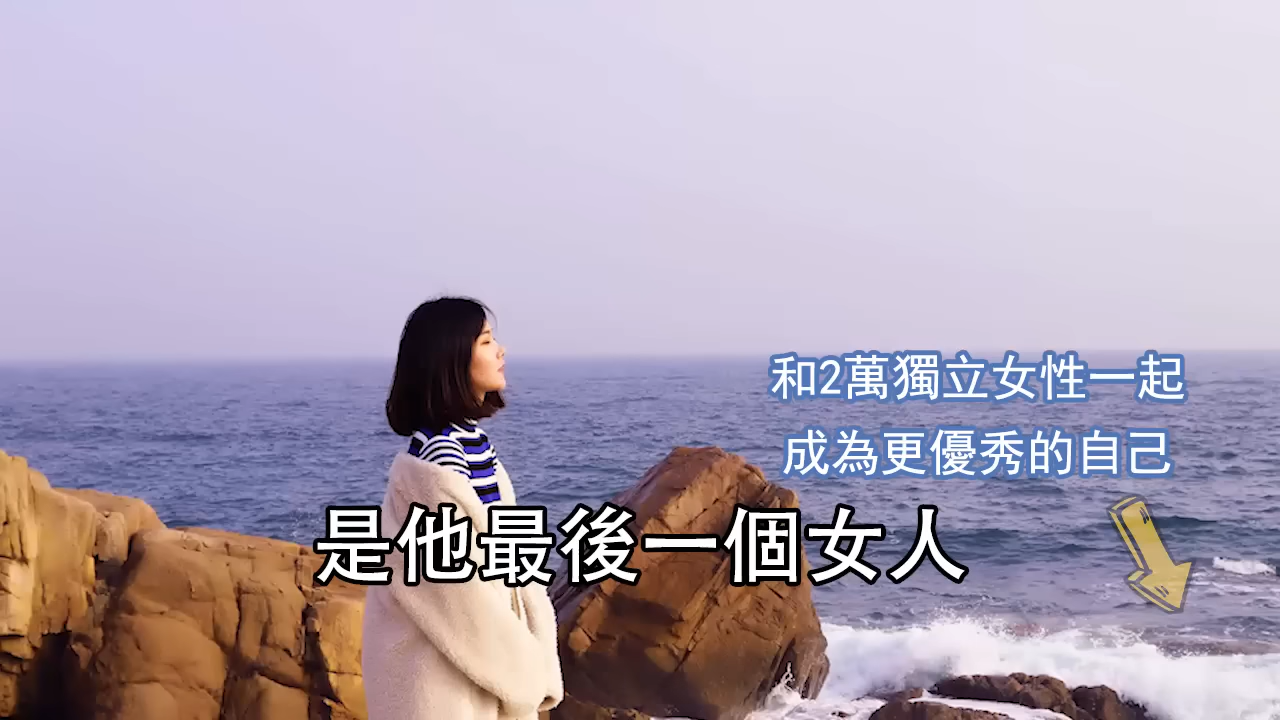 和2萬獨立女性一起
成為更優秀的自己
是他最後一個女人